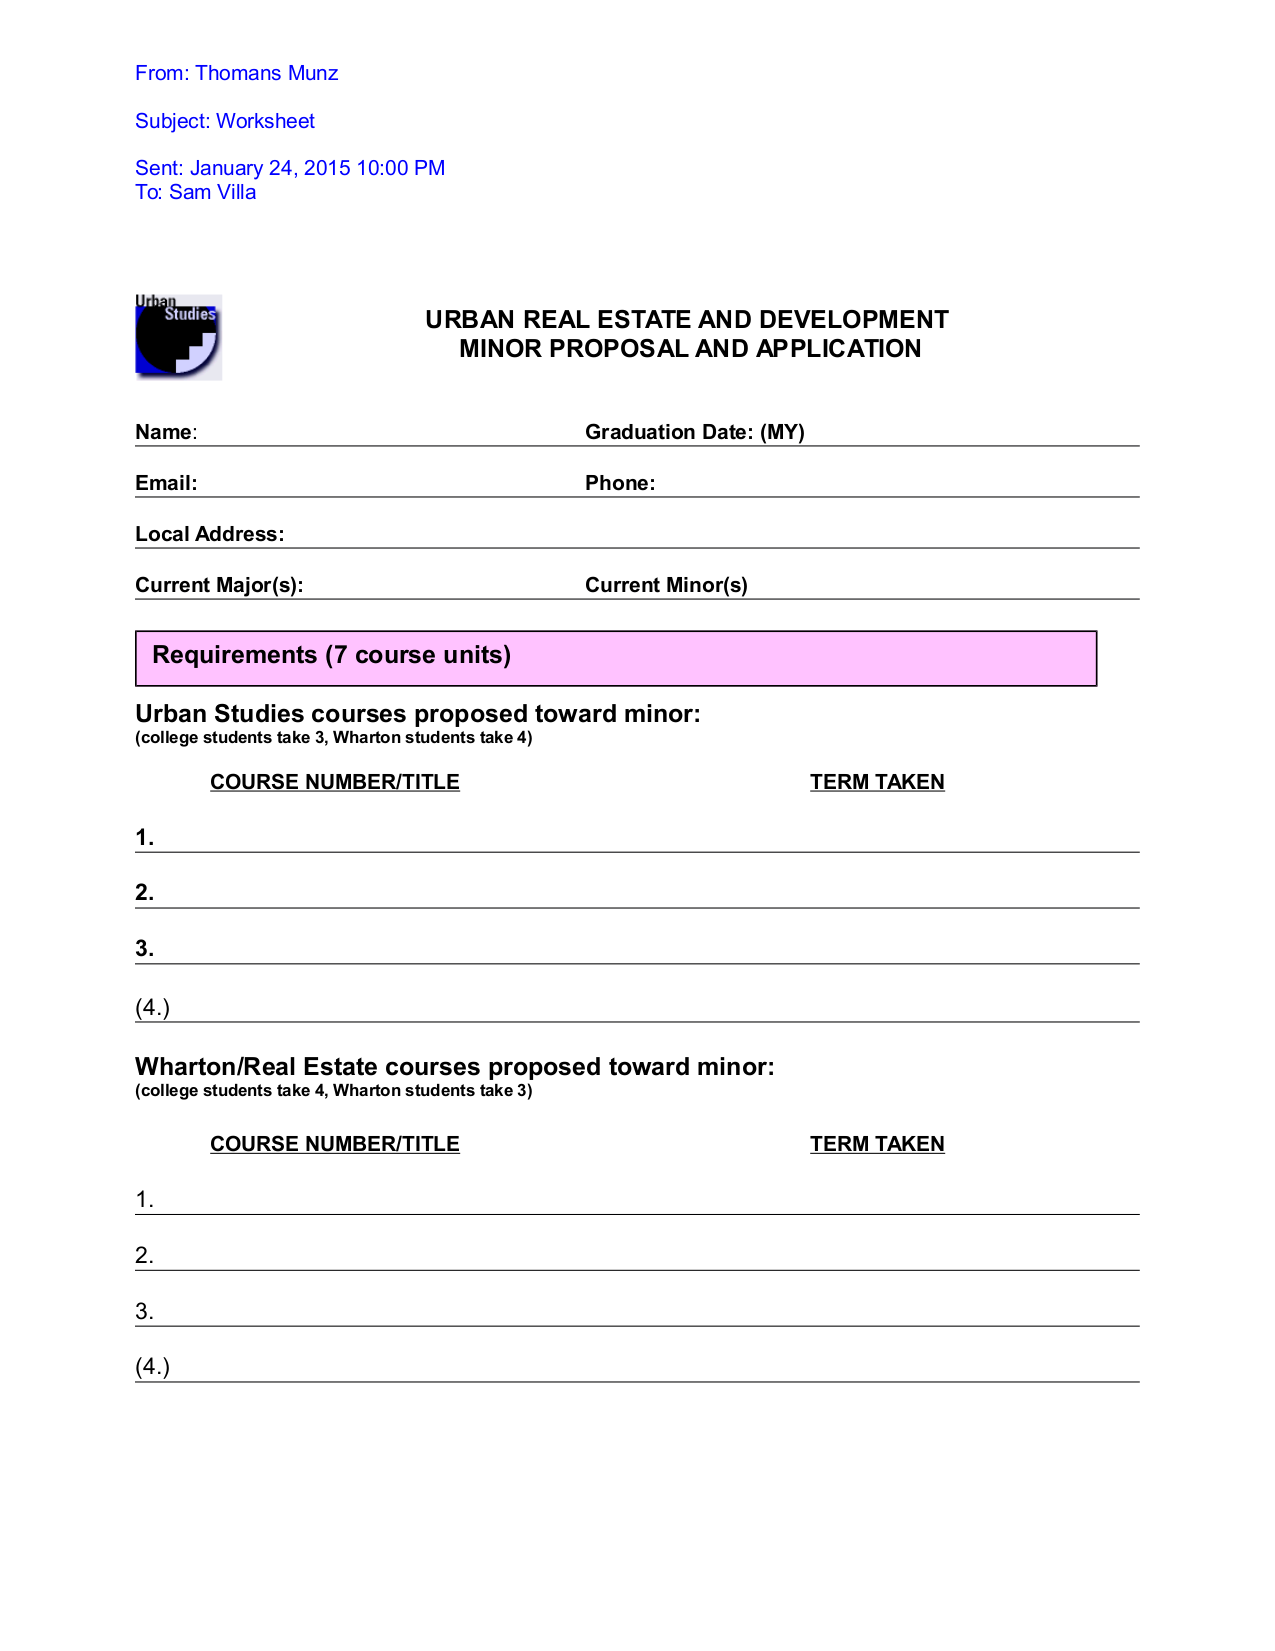 From: Thomans Munz
Subject: Worksheet
Sent: January 24, 2015 10:00 PM
To: Sam Villa
Urban
Studies
URBAN REAL ESTATE AND DEVELOPMENT
MINOR PROPOSAL AND APPLICATION
Name: Graduation Date: (MY)
Email: Phone:
Local Address:
Current Major(s): Current Minor(s)
Requirements (7 course units)
Urban Studies courses proposed toward minor:
(college students take 3, Wharton students take 4)
COURSE NUMBER/TITLE TERM TAKEN
1.
2.
3.
(4.)
Wharton/Real Estate courses proposed toward minor:
(college students take 4, Wharton students take 3)
COURSE NUMBER/TITLE TERM TAKEN
1.
2.
3.
(4.)